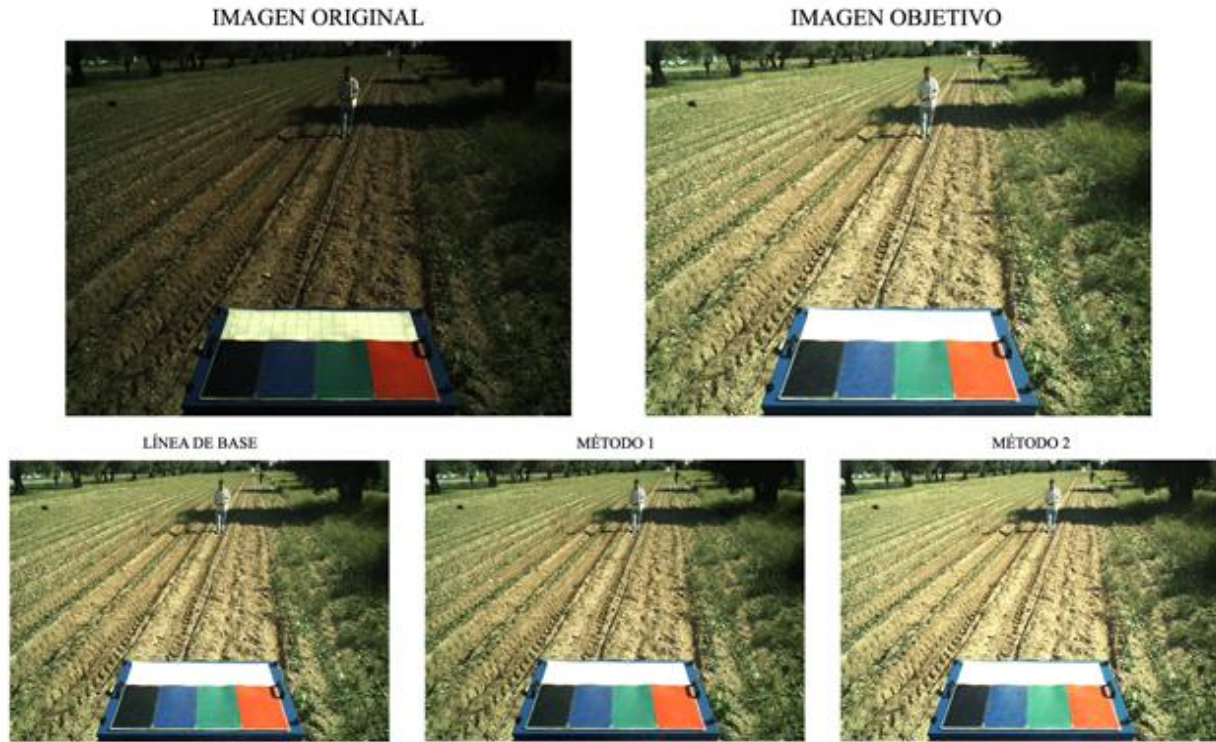 IMAGEN ORIGINAL
IMAGEN OBJETIVO
LÍNEA DE BASE
MÉTODO 1
MÉTODO 2